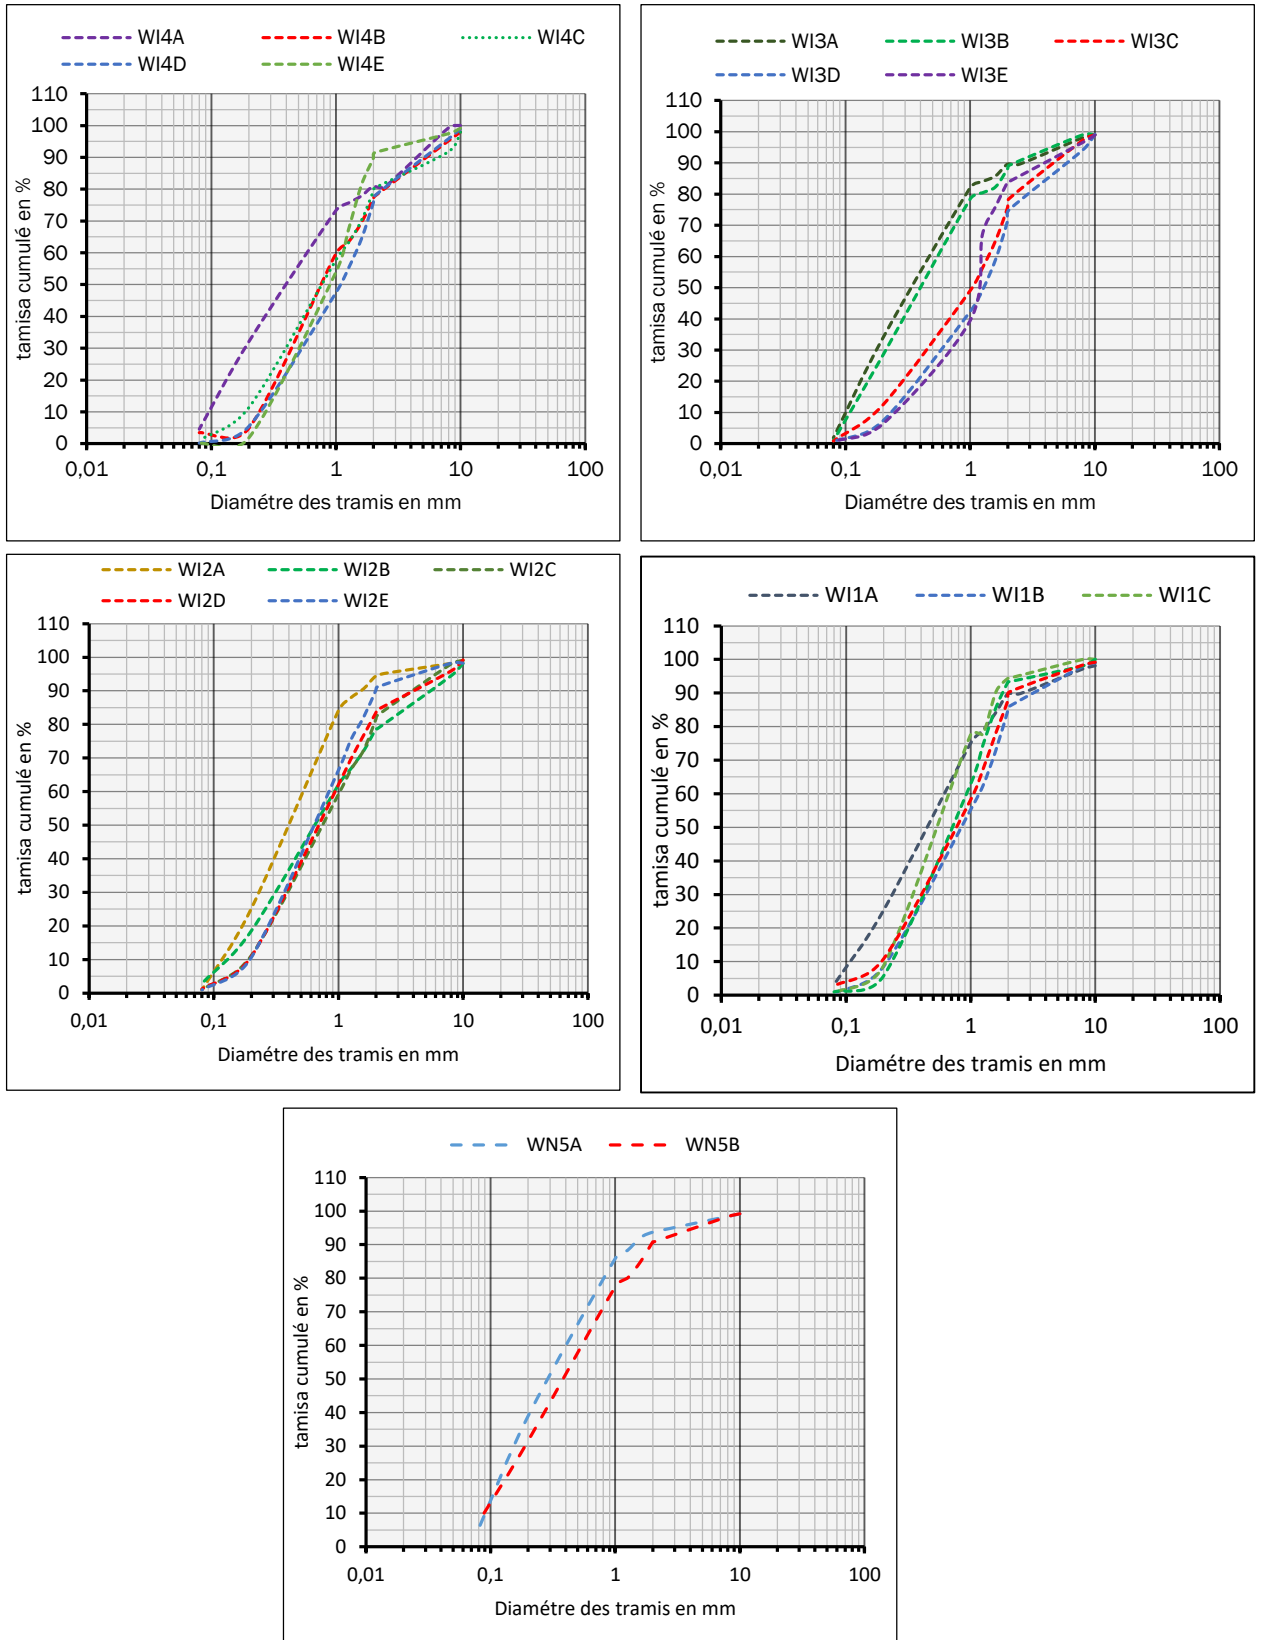 WI4A WI4B WI4C
WI4D WI4E
110
100
90
80
70
60
50
40
30
20
10
0
tamisa cumulé en %
0,01 0,1 1 10 100
Diamétre des tramis en mm
WI3A WI3B WI3C
WI3D WI3E
110
100
90
80
70
60
50
40
30
20
10
0
tamisa cumulé en %
0,01 0,1 1 10 100
Diamétre des tramis en mm
WI2A WI2B WI2C
WI2D WI2E
110
100
90
80
70
60
50
40
30
20
10
0
tamisa cumulé en %
0,01 0,1 1 10 100
Diamétre des tramis en mm
WI1A WI1B WI1C
110
100
90
80
70
60
50
40
30
20
10
0
tamisa cumulé en %
0,01 0,1 1 10 100
Diamétre des tramis en mm
WN5A WN5B
110
100
90
80
70
60
50
40
30
20
10
0
tamisa cumulé en %
0,01 0,1 1 10 100
Diamétre des tramis en mm